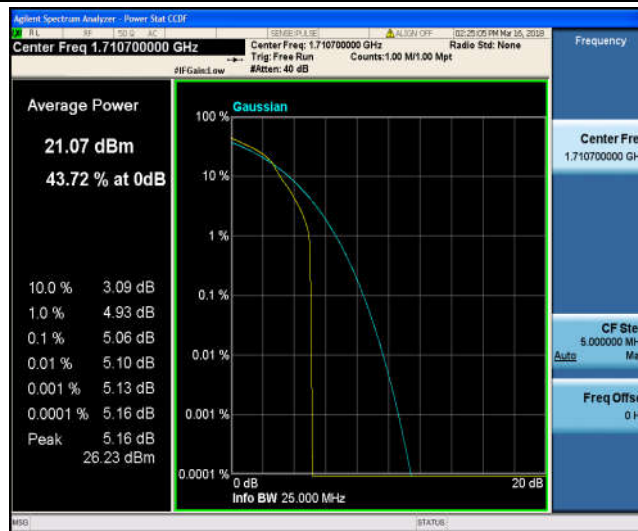 Agilent Spectrum Analyzer - Power Stat CCDF
RL RF 50 Ω AC SENSE:PULSE ALIGN OFF 02:25:05 PM Mar 16, 2018
Center Freq 1.710700000 GHz
Center Freq: 1.710700000 GHz Radio Std: None
Trig: Free Run Counts:1.00 M/1.00 Mpt
#IFGain:Low #Atten: 40 dB
Frequency
Average Power
21.07 dBm
43.72 % at 0dB
10.0 % 3.09 dB
1.0 % 4.93 dB
0.1 % 5.06 dB
0.01 % 5.10 dB
0.001 % 5.13 dB
0.0001 % 5.16 dB
Peak 5.16 dB
26.23 dBm
Gaussian
100 %
10 %
1 %
0.1 %
0.01 %
0.001 %
0.0001 %
0 dB 20 dB
Info BW 25.000 MHz
Center Fre
1.710700000 GH
CF Ste
5.000000 MH
Auto Ma
Freq Offs
0 H
MSG STATUS